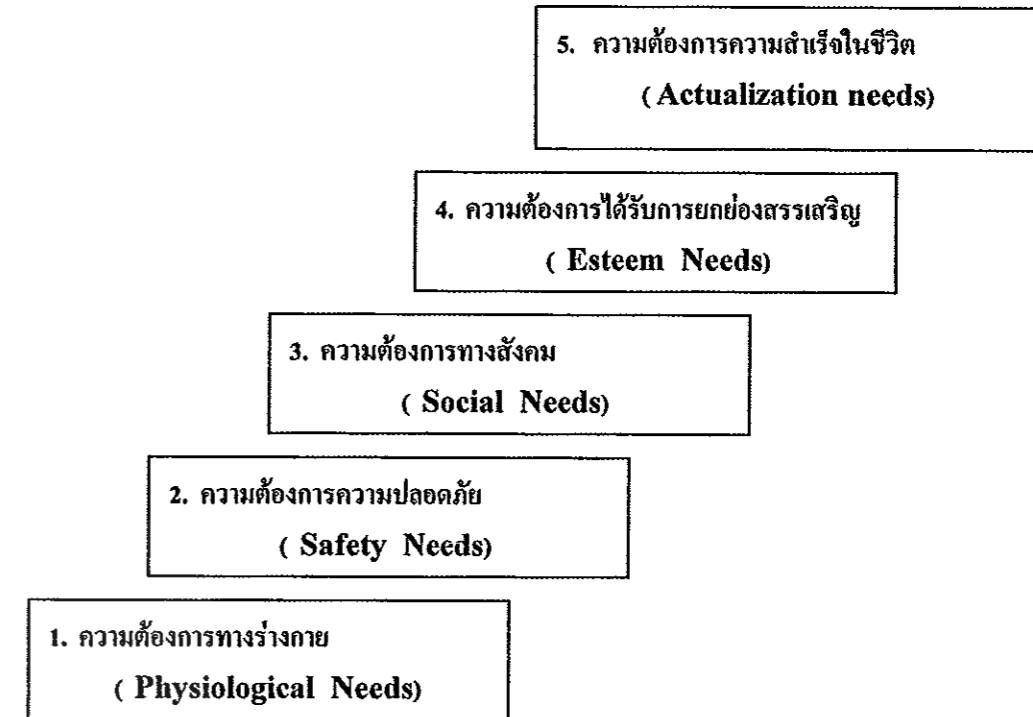 5. ความต้องการความสำเร็จในชีวิต
(Actualization needs)
4. ความต้องการได้รับการยกย่องสรรเสริญ
( Esteem Needs)
3. ความต้องการทางสังคม
( Social Needs)
2. ความต้องการความปลอดภัย
( Safety Needs)
1. ความต้องการทางร่างกาย
( Physiological Needs)